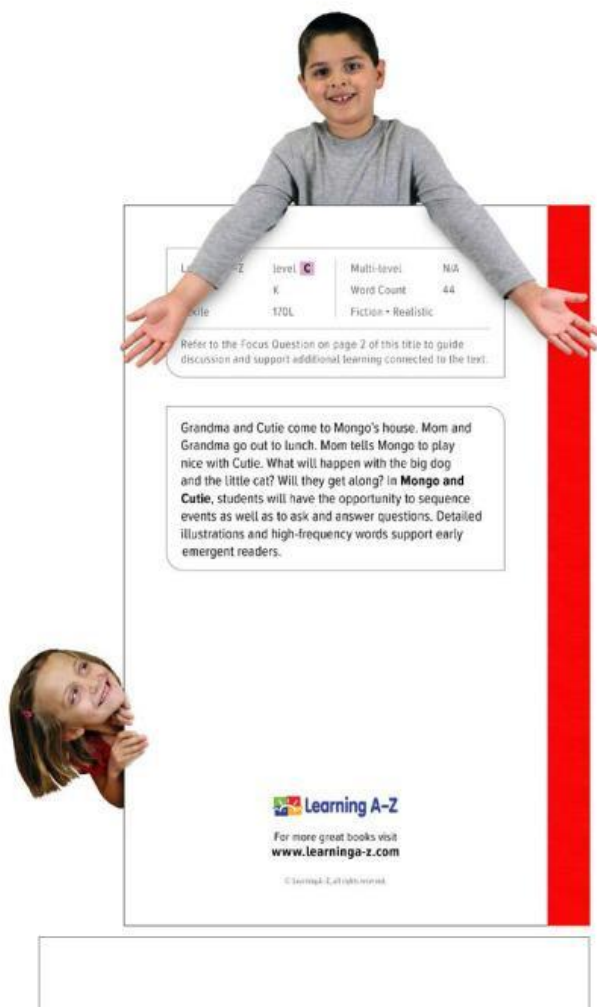 Z level C Multi-level N/A
K Word Count 44
170L Fiction • Realistic
Refer to the Focus Question on page 2 of this title to guide
discussion and support additional learning connected to the text.
Grandma and Cutie come to Mongo's house. Mom and
Grandma go out to lunch. Mom tells Mongo to play
nice with Cutie. What will happen with the big dog
and the little cat? Will they get along? In Mongo and
Cutie, students will have the opportunity to sequence
events as well as to ask and answer questions. Detailed
illustrations and high-frequency words support early
emergent readers.
Learning A–Z
For more great books visit
www.learninga-z.com
© Learning A–Z, all rights reserved.